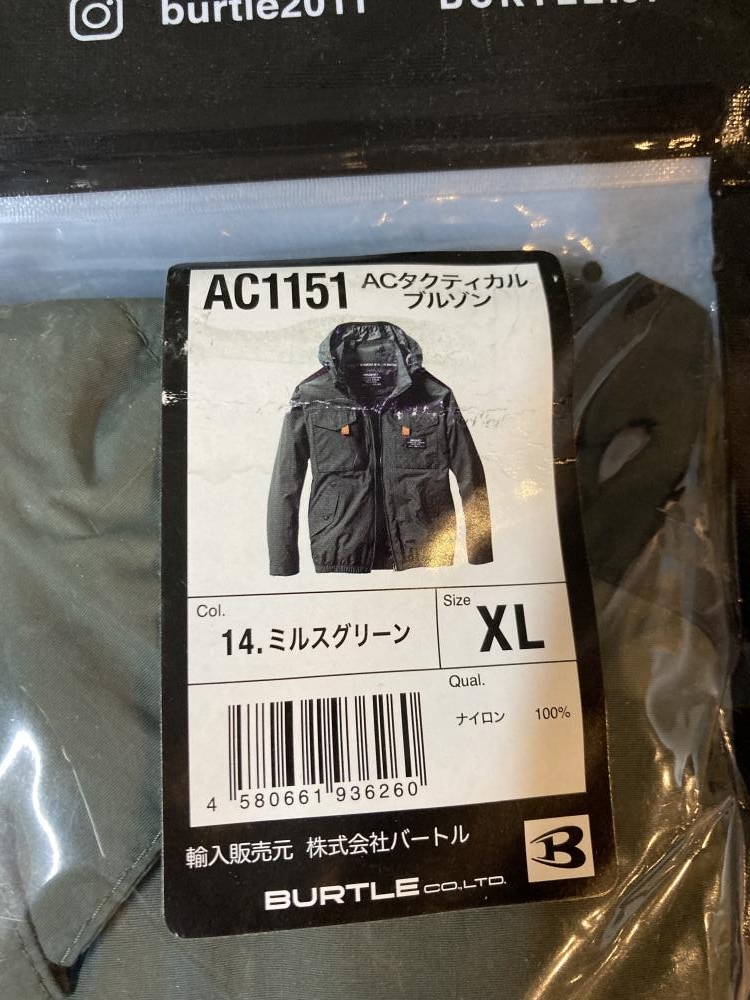 burtle2011
AC1151 ACタクティカル
ブルゾン
Col.
14.ミルスグリーン
Size
XL
Qual.
ナイロン 100%
4 580661 936260
輸入販売元 株式会社バートル
B
BURTLE CO.,LTD.